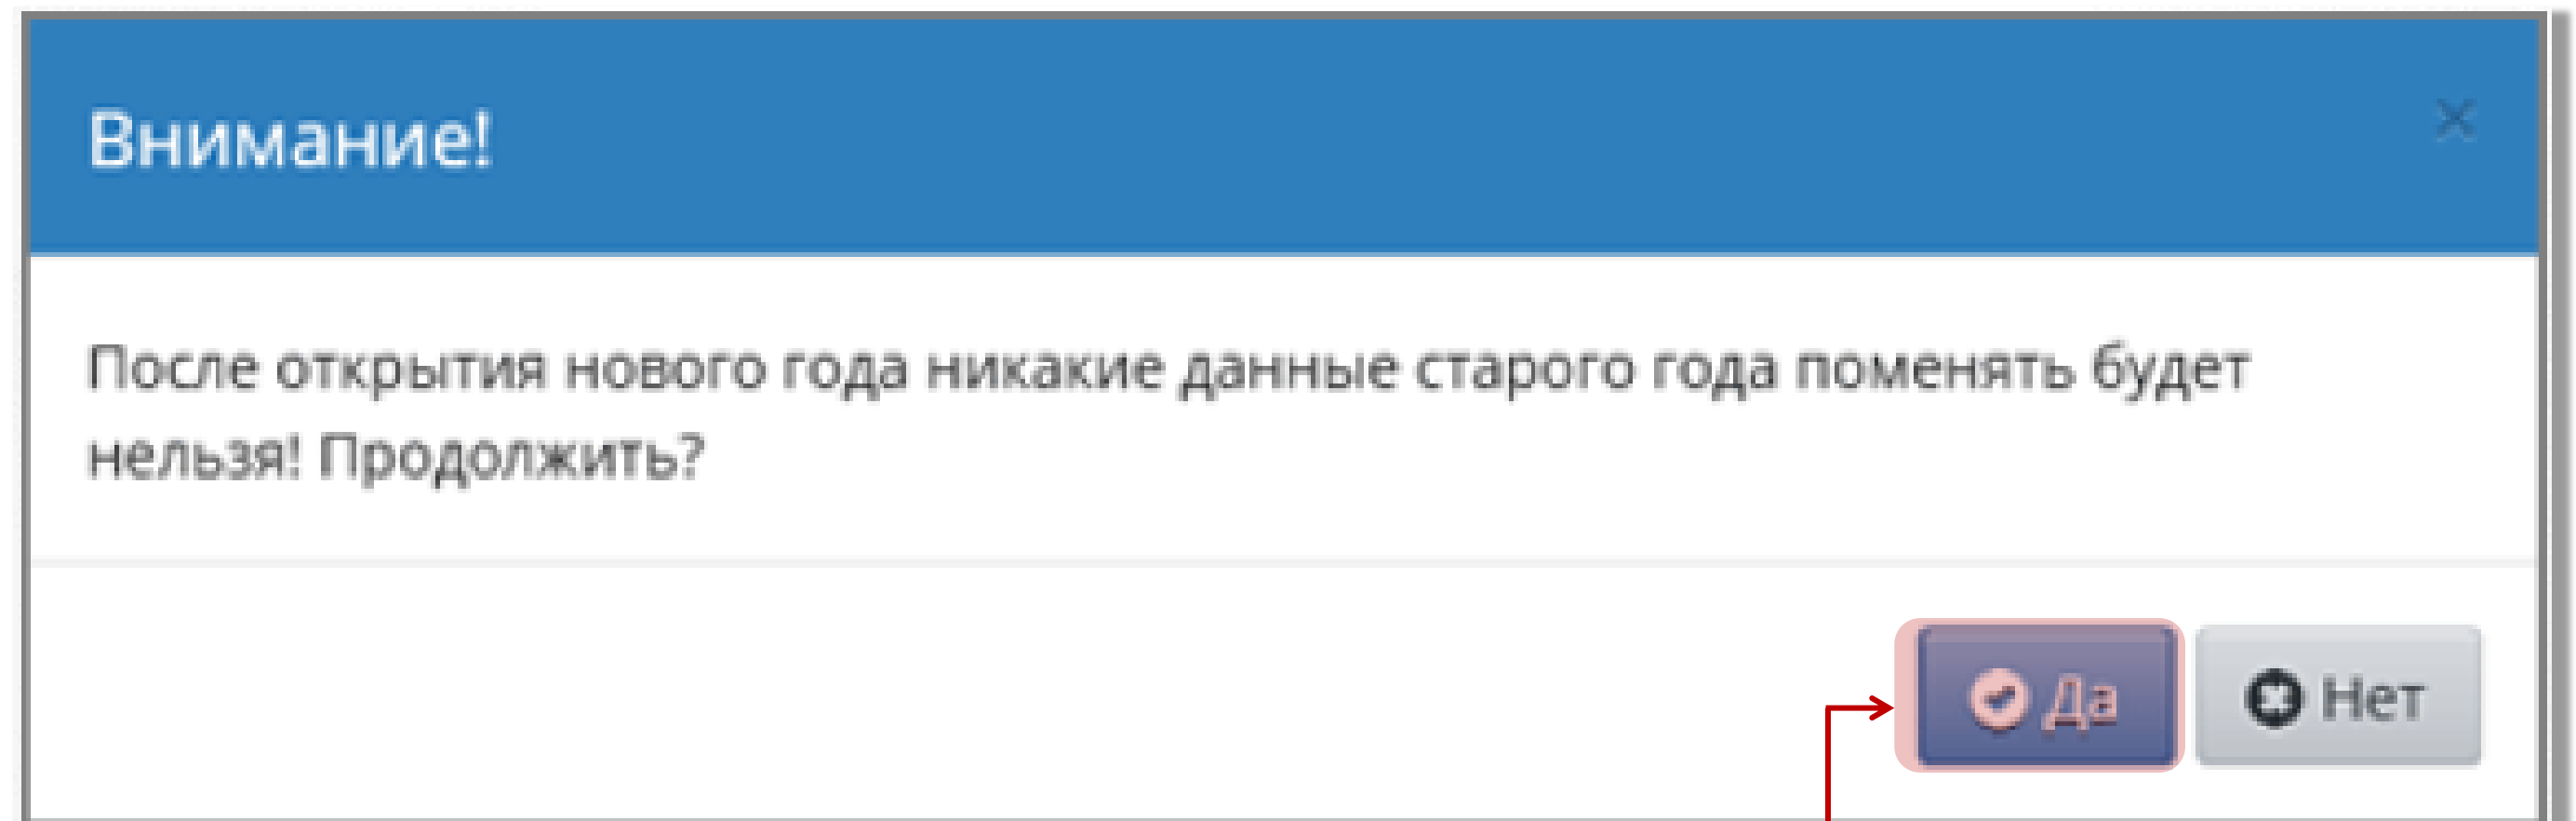 Внимание!
После открытия нового года никакие данные старого года поменять будет
нельзя! Продолжить?
Да
Нет